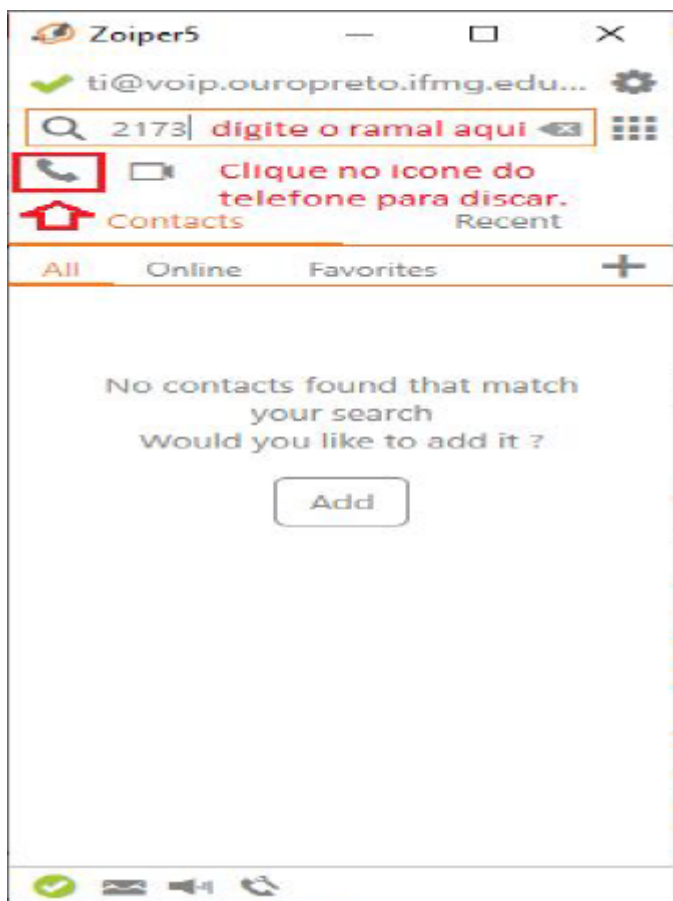 Zoiper5
ti@voip.ouropreto.ifmg.edu...
2173 digite o ramal aqui
Clique no icone do
telefone para discar.
Contacts Recent
All Online Favorites
No contacts found that match
your search
Would you like to add it ?
Add